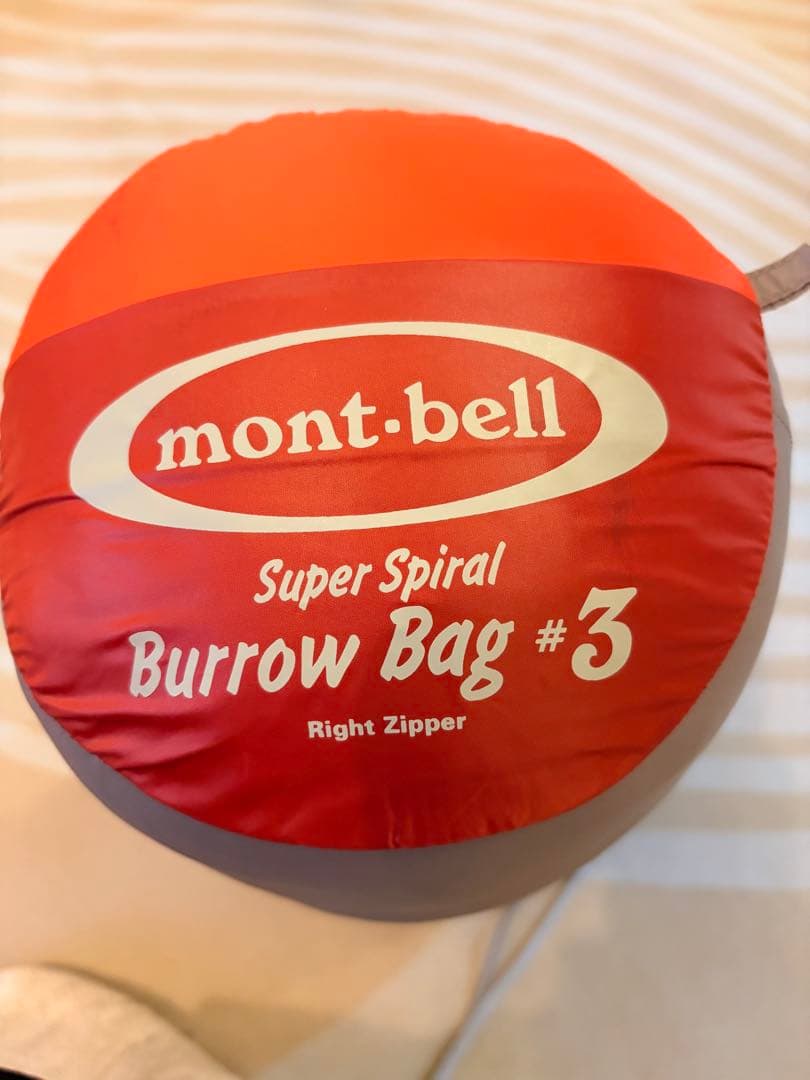 mont-bell
Super Spiral
Burrow Bag #3
Right Zipper